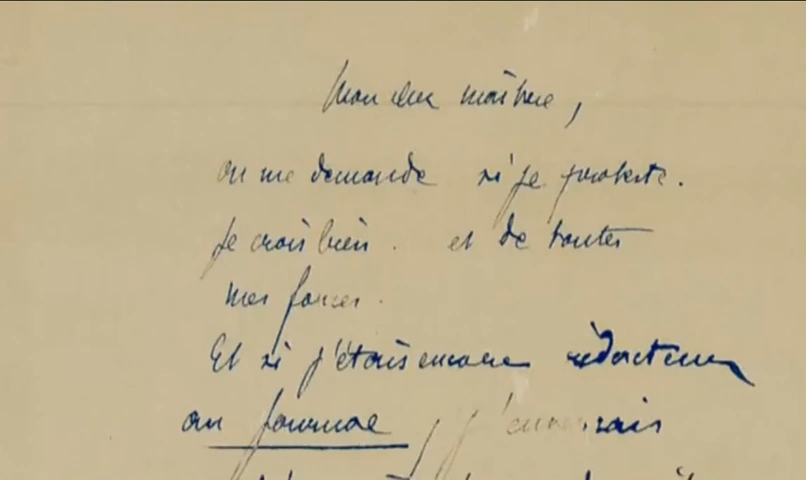 Mon cher maître,
on me demande si je proteste.
Je crois bien. et de toutes
mes forces.
Et si j'étais encore rédacteur
au Journal, j'